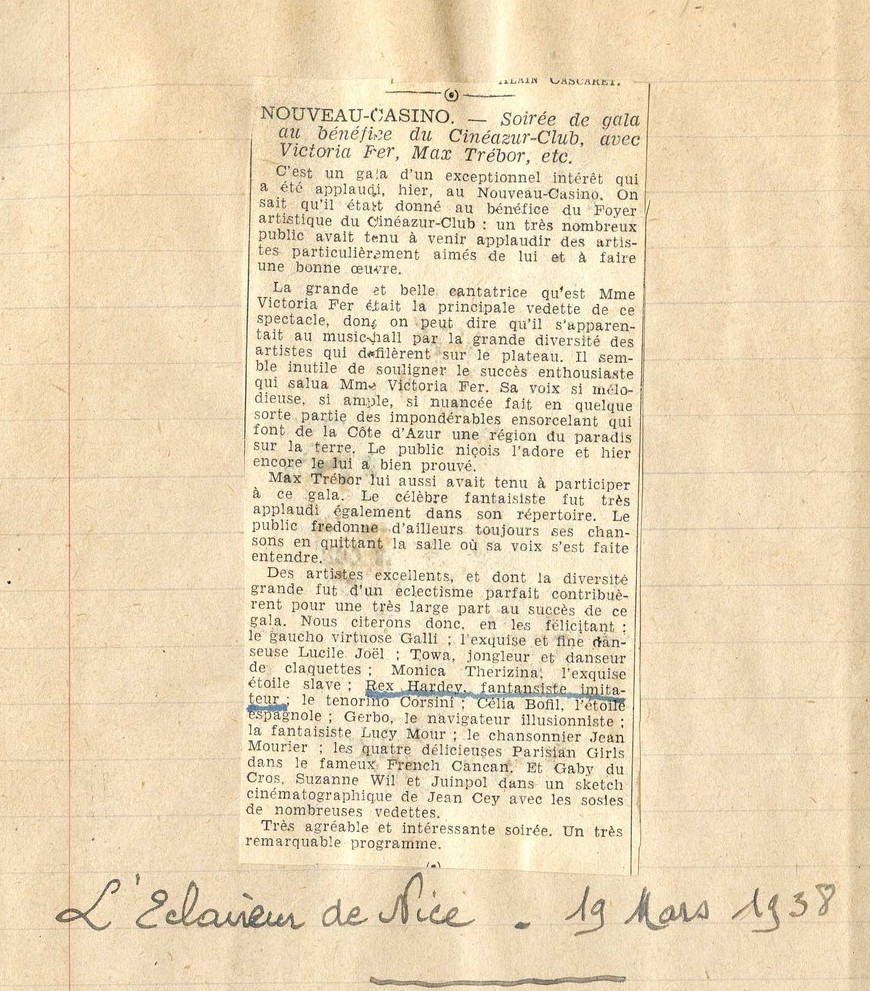 ALAIN CASCARET.
NOUVEAU-CASINO. — Soirée de gala
au bénéfice du Cinéazur-Club, avec
Victoria Fer, Max Trébor, etc.
C'est un gala d'un exceptionnel intérêt qui
a été applaudi, hier, au Nouveau-Casino. On
sait qu'il était donné au bénéfice du Foyer
artistique du Cinéazur-Club : un très nombreux
public avait tenu à venir applaudir des artis-
tes particulièrement aimés de lui et à faire
une bonne œuvre.
La grande et belle cantatrice qu'est Mme
Victoria Fer était la principale vedette de ce
spectacle, dont on peut dire qu'il s'apparen-
tait au music-hall par la grande diversité des
artistes qui défilèrent sur le plateau. Il sem-
ble inutile de souligner le succès enthousiaste
qui salua Mme Victoria Fer. Sa voix si mélo-
dieuse, si ample, si nuancée fait en quelque
sorte partie des impondérables ensorcelant qui
font de la Côte d'Azur une région du paradis
sur la terre. Le public niçois l'adore et hier
encore le lui a bien prouvé.
Max Trébor lui aussi avait tenu à participer
à ce gala. Le célèbre fantaisiste fut très
applaudi également dans son répertoire. Le
public fredonne d'ailleurs toujours ses chan-
sons en quittant la salle où sa voix s'est faite
entendre.
Des artistes excellents, et dont la diversité
grande fut d'un éclectisme parfait contribuè-
rent pour une très large part au succès de ce
gala. Nous citerons donc, en les félicitant :
le gaucho virtuose Galli ; l'exquise et fine dan-
seuse Lucile Joël ; Towa, jongleur et danseur
de claquettes ; Monica Therizina, l'exquise
étoile slave ; Rex Hardey, fantansiste imita-
teur ; le tenorino Corsini ; Célia Bofil, l'étoile
espagnole ; Gerbo, le navigateur illusionniste ;
la fantaisiste Lucy Mour ; le chansonnier Jean
Mourier ; les quatre délicieuses Parisian Girls
dans le fameux French Cancan. Et Gaby du
Cros, Suzanne Wil et Juinpol dans un sketch
cinématographique de Jean Cey avec les sosies
de nombreuses vedettes.
Très agréable et intéressante soirée. Un très
remarquable programme.
L'Eclaireur de Nice - 19 Mars 1938